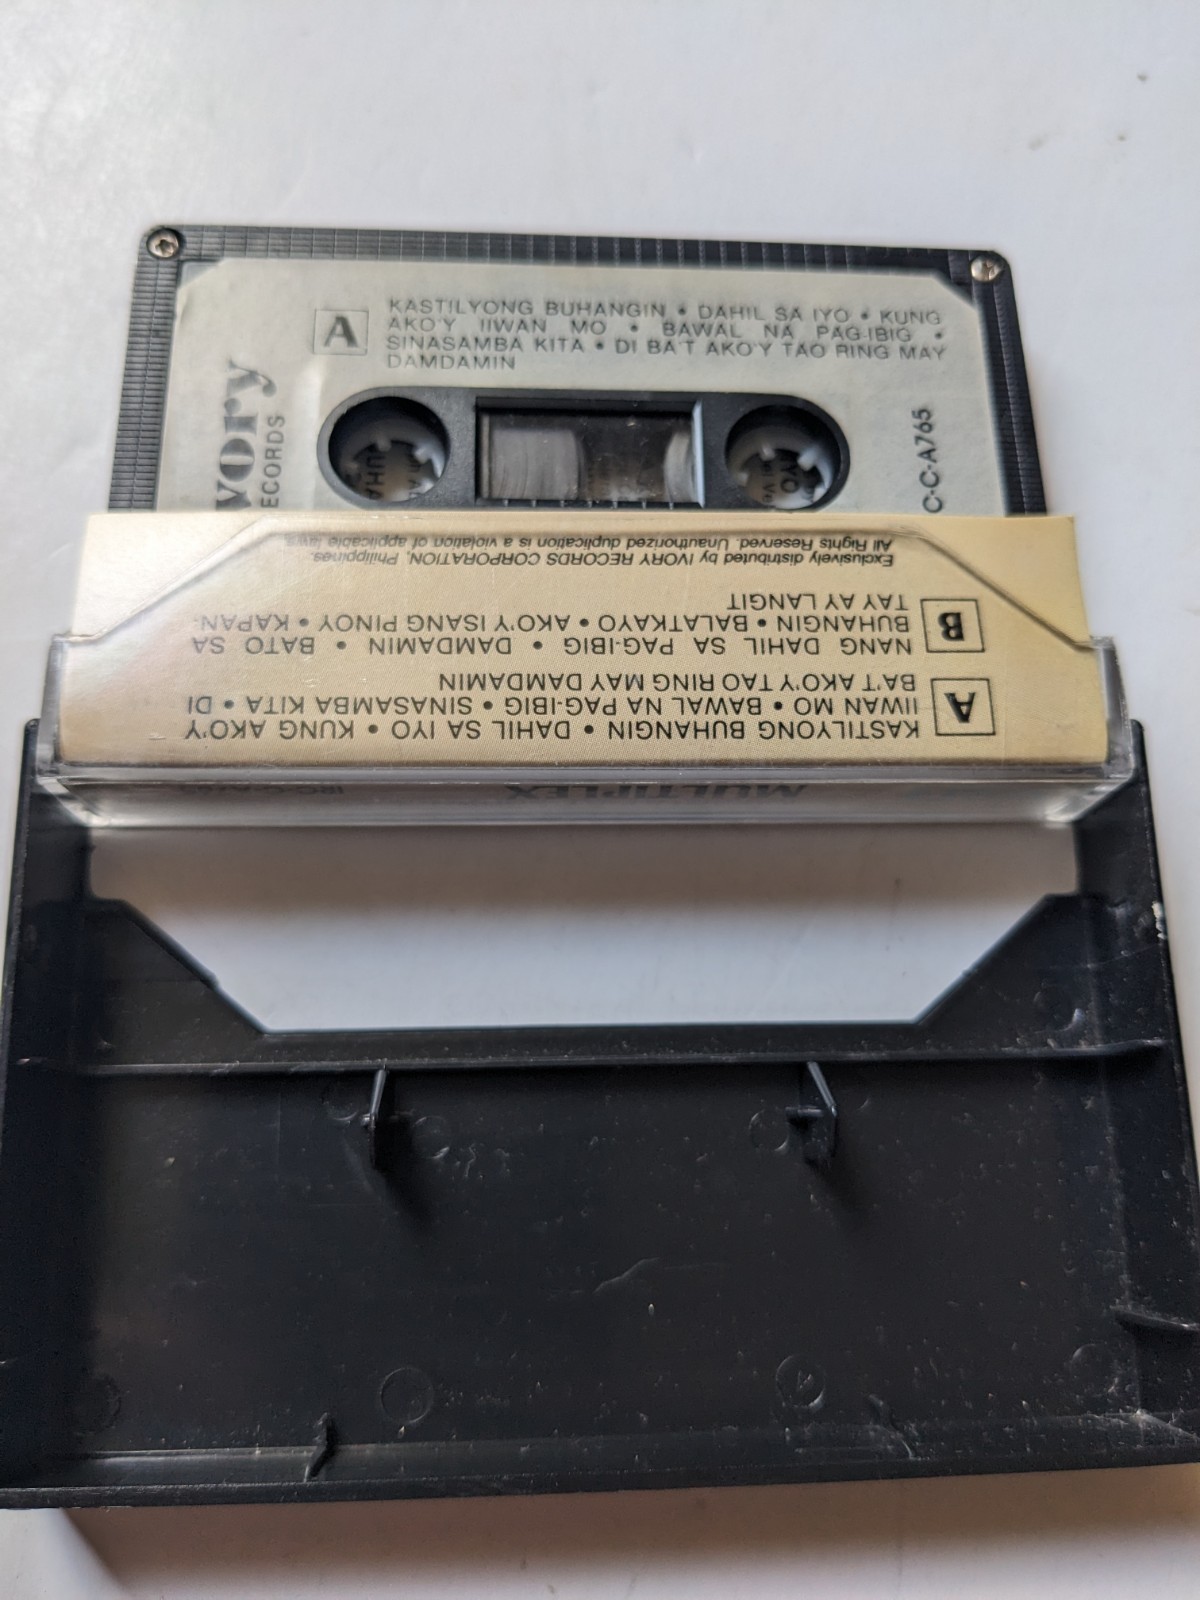 A
KASTILYONG BUHANGIN • DAHIL SA IYO • KUNG
AKO'Y IIWAN MO • BAWAL NA PAG-IBIG •
SINASAMBA KITA • DI BA'T AKO'Y TAO RING MAY
DAMDAMIN
vory
ECORDS
C-C-A765
A
KASTILYONG BUHANGIN • DAHIL SA IYO • KUNG AKO'Y
IIWAN MO • BAWAL NA PAG-IBIG • SINASAMBA KITA • DI
BA'T AKO'Y TAO RING MAY DAMDAMIN
B
NANG DAHIL SA PAG-IBIG • DAMDAMIN • BATO SA
BUHANGIN • BALATKAYO • AKO'Y ISANG PINOY • KAPAN-
TAY AY LANGIT
Exclusively distributed by IVORY RECORDS CORPORATION, Philippines.
All Rights Reserved. Unauthorized duplication is a violation of applicable laws.
MULTIPLEX